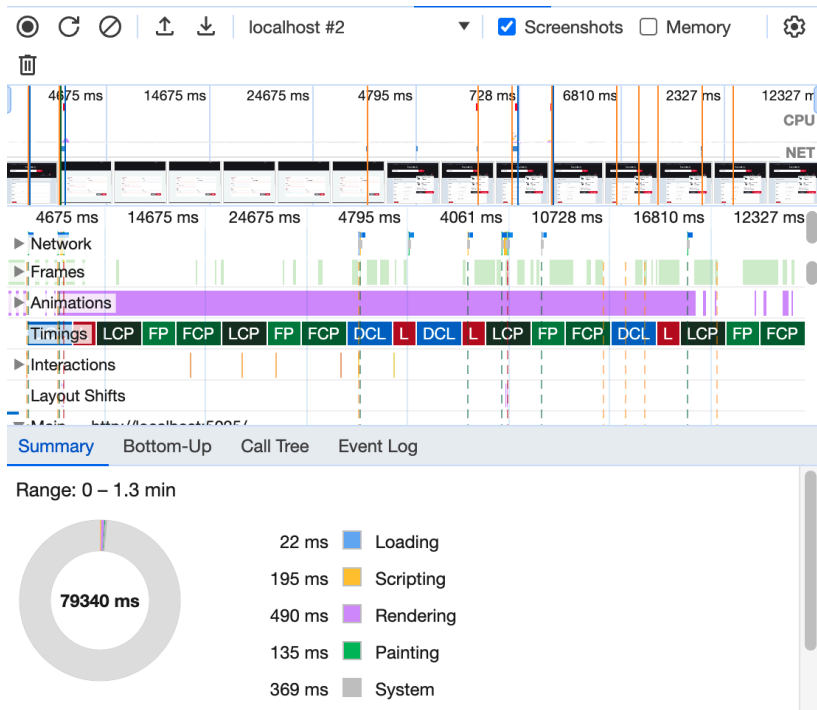 localhost #2 Screenshots Memory
4675 ms 14675 ms 24675 ms 4795 ms 728 ms 6810 ms 2327 ms 12327 m
CPU
NET
4675 ms 14675 ms 24675 ms 4795 ms 4061 ms 10728 ms 16810 ms 12327 ms
Network
Frames
Animations
Timings LCP FP FCP LCP FP FCP DCL L DCL L LCP FP FCP DCL L LCP FP FCP
Interactions
Layout Shifts
Main
Summary Bottom-Up Call Tree Event Log
Range: 0 – 1.3 min
79340 ms
22 ms Loading
195 ms Scripting
490 ms Rendering
135 ms Painting
369 ms System